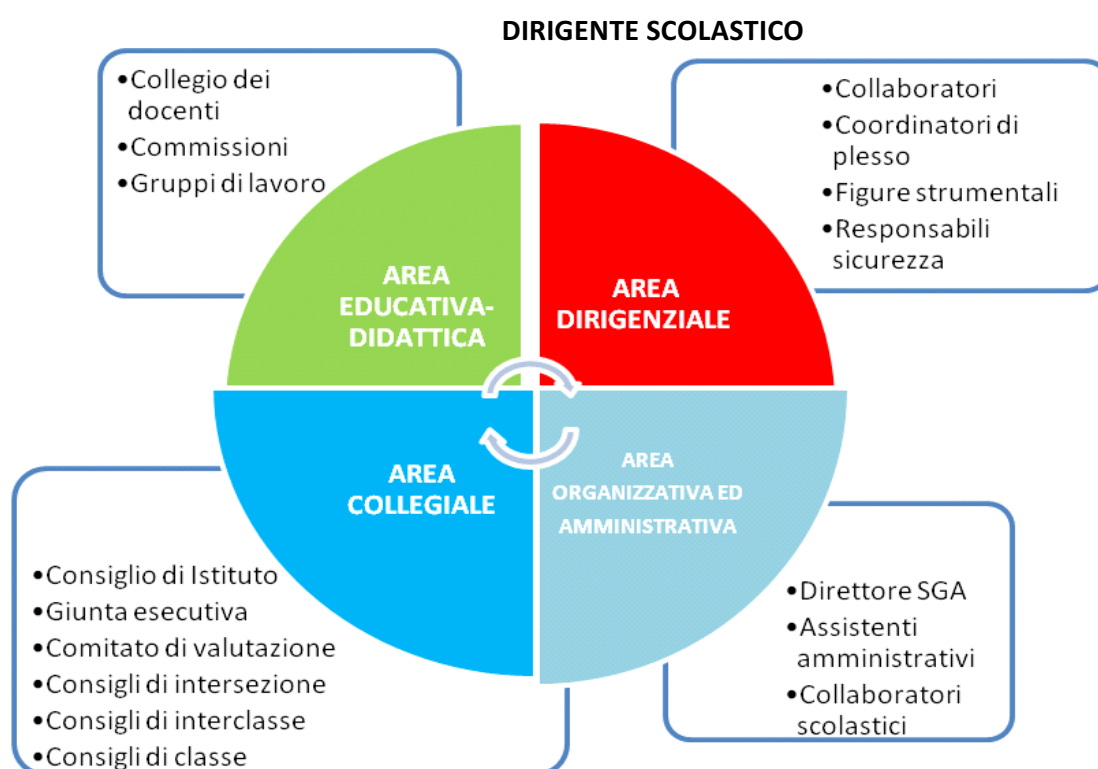 DIRIGENTE SCOLASTICO
•Collegio dei
docenti
•Commissioni
•Gruppi di lavoro
•Collaboratori
•Coordinatori di
plesso
•Figure strumentali
•Responsabili
sicurezza
AREA
EDUCATIVA-
DIDATTICA
AREA
DIRIGENZIALE
AREA
COLLEGIALE
AREA
ORGANIZZATIVA ED
AMMINISTRATIVA
•Consiglio di Istituto
•Giunta esecutiva
•Comitato di valutazione
•Consigli di intersezione
•Consigli di interclasse
•Consigli di classe
•Direttore SGA
•Assistenti
amministrativi
•Collaboratori
scolastici